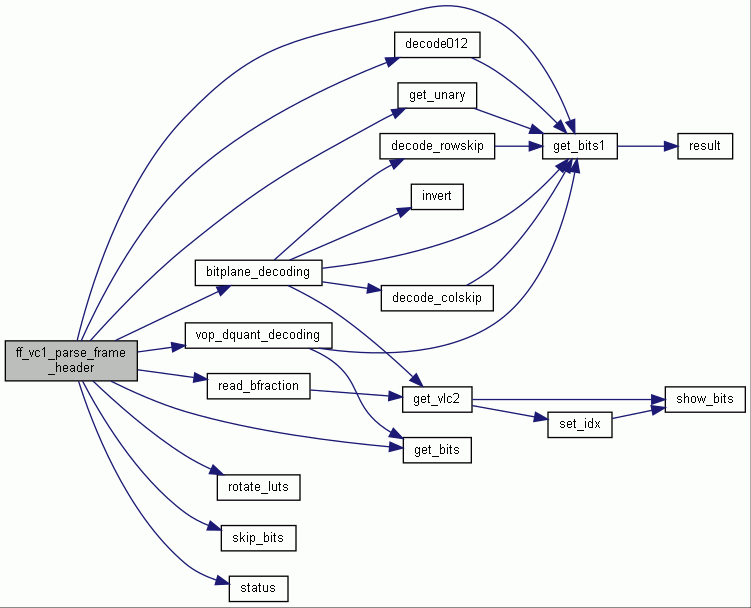 decode012
get_unary
decode_rowskip
get_bits1
result
invert
bitplane_decoding
decode_colskip
vop_dquant_decoding
ff_vc1_parse_frame
_header
read_bfraction
get_vlc2
show_bits
set_idx
get_bits
rotate_luts
skip_bits
status